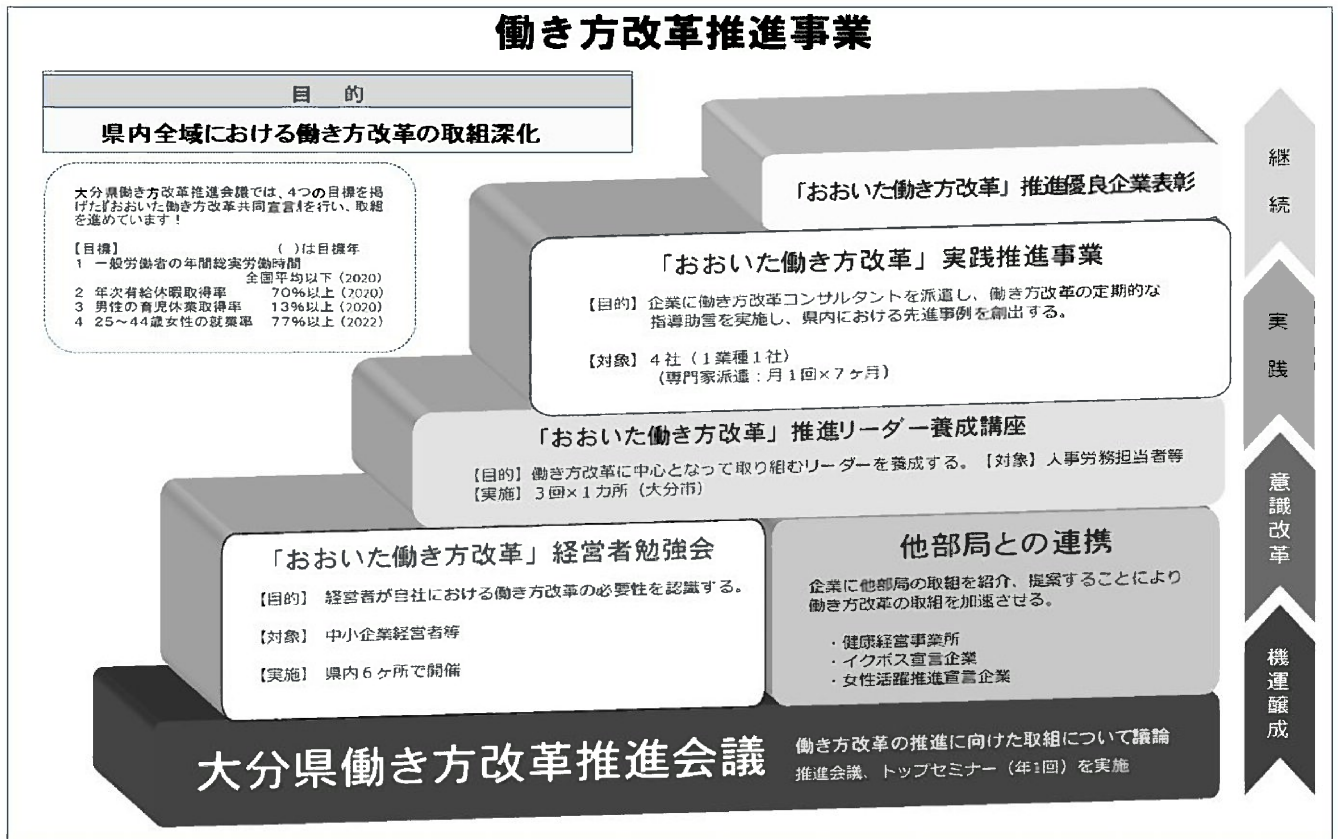 働き方改革推進事業
目 的
県内全域における働き方改革の取組深化
大分県働き方改革推進会議では、4つの目標を掲
げた『おおいた働き方改革共同宣言』を行い、取組
を進めています！
【目標】 （ ）は目標年
1 一般労働者の年間総実労働時間
全国平均以下（2020）
2 年次有給休暇取得率 70%以上（2020）
3 男性の育児休業取得率 13%以上（2020）
4 25～44歳女性の就業率 77%以上（2022）
「おおいた働き方改革」推進優良企業表彰
「おおいた働き方改革」実践推進事業
【目的】企業に働き方改革コンサルタントを派遣し、働き方改革の定期的な
指導助言を実施し、県内における先進事例を創出する。
【対象】４社（１業種１社）
（専門家派遣：月１回×７ヶ月）
「おおいた働き方改革」推進リーダー養成講座
【目的】働き方改革に中心となって取り組むリーダーを養成する。【対象】人事労務担当者等
【実施】３回×１カ所（大分市）
「おおいた働き方改革」経営者勉強会
【目的】 経営者が自社における働き方改革の必要性を認識する。
【対象】 中小企業経営者等
【実施】 県内６ヶ所で開催
他部局との連携
企業に他部局の取組を紹介、提案することにより
働き方改革の取組を加速させる。
・健康経営事業所
・イクボス宣言企業
・女性活躍推進宣言企業
大分県働き方改革推進会議
働き方改革の推進に向けた取組について議論
推進会議、トップセミナー（年1回）を実施
継続
実践
意識改革
機運醸成